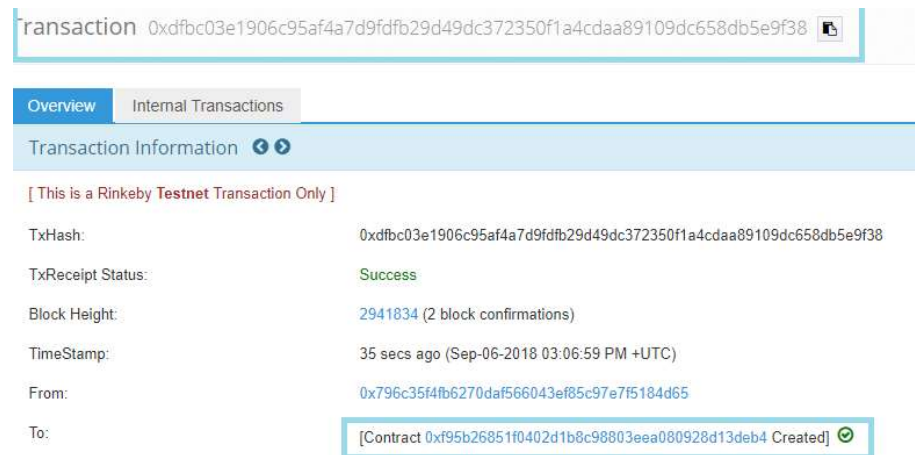 Transaction 0xdfbc03e1906c95af4a7d9fdfb29d49dc372350f1a4cdaa89109dc658db5e9f38
Overview Internal Transactions
Transaction Information
[ This is a Rinkeby Testnet Transaction Only ]
TxHash: 0xdfbc03e1906c95af4a7d9fdfb29d49dc372350f1a4cdaa89109dc658db5e9f38
TxReceipt Status: Success
Block Height: 2941834 (2 block confirmations)
TimeStamp: 35 secs ago (Sep-06-2018 03:06:59 PM +UTC)
From: 0x796c35f4fb6270daf566043ef85c97e7f5184d65
To: [Contract 0xf95b26851f0402d1b8c98803eea080928d13deb4 Created]